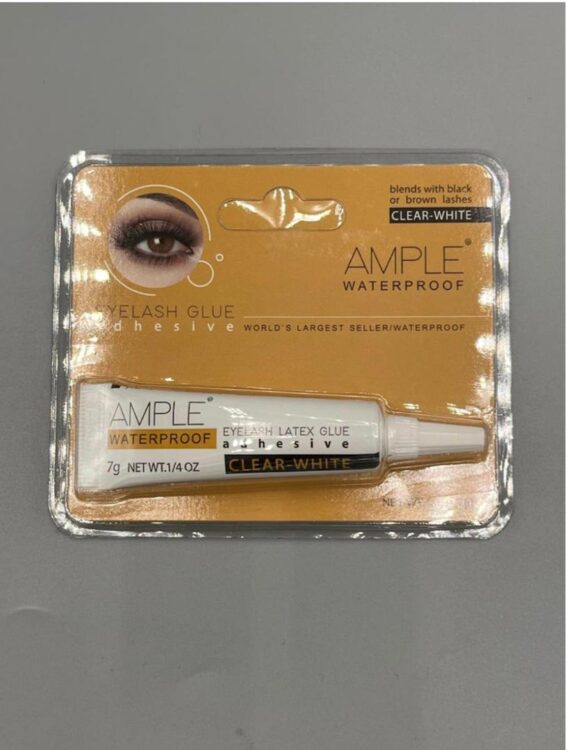 blends with black
or brown lashes
CLEAR-WHITE
AMPLE®
WATERPROOF
EYELASH GLUE
adhesive
WORLD'S LARGEST SELLER/WATERPROOF
AMPLE®
WATERPROOF
7g NET WT.1/4 OZ
EYELASH LATEX GLUE
adhesive
CLEAR-WHITE